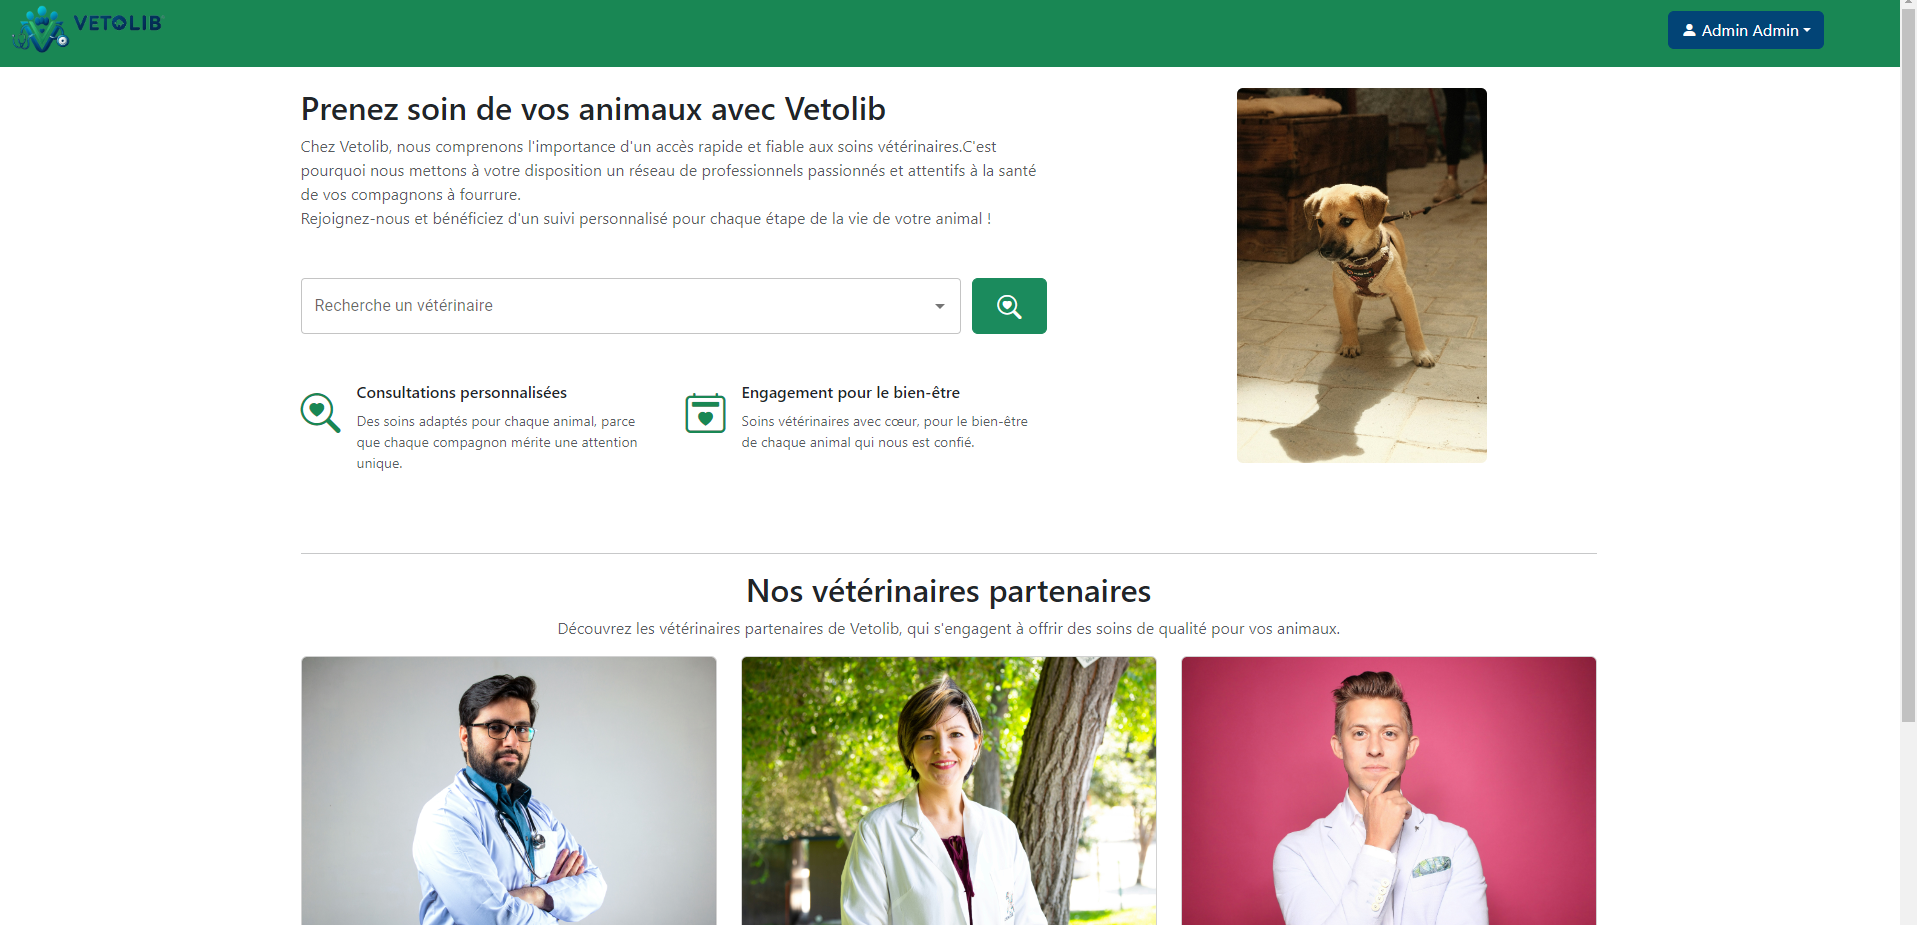 VETOLIB
Admin Admin
Prenez soin de vos animaux avec Vetolib
Chez Vetolib, nous comprenons l'importance d'un accès rapide et fiable aux soins vétérinaires.C'est
pourquoi nous mettons à votre disposition un réseau de professionnels passionnés et attentifs à la santé
de vos compagnons à fourrure.
Rejoignez-nous et bénéficiez d'un suivi personnalisé pour chaque étape de la vie de votre animal !
Recherche un vétérinaire
Consultations personnalisées
Des soins adaptés pour chaque animal, parce
que chaque compagnon mérite une attention
unique.
Engagement pour le bien-être
Soins vétérinaires avec cœur, pour le bien-être
de chaque animal qui nous est confié.
Nos vétérinaires partenaires
Découvrez les vétérinaires partenaires de Vetolib, qui s'engagent à offrir des soins de qualité pour vos animaux.